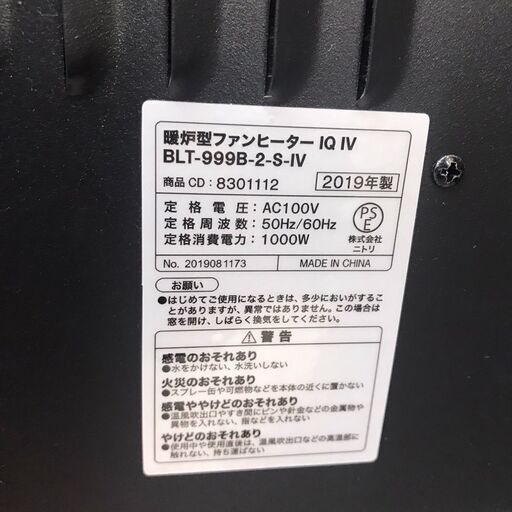 暖炉型ファンヒーター IQ IV
BLT-999B-2-S-IV
商品 CD : 8301112
2019年製
定格電圧 : AC100V
定格周波数 : 50Hz/60Hz
定格消費電力 : 1000W
PS
E
株式会社
ニトリ
No. 2019081173
MADE IN CHINA
お願い
●はじめてご使用になるときは、多少においがするこ
とがありますが、異常ではありません。この場合は
窓を開け、しばらく換気をしてください。
⚠警告
感電のおそれあり
●水をかけない、水洗いしない
火災のおそれあり
●スプレー缶や可燃物などを本体の近くに置かない
感電ややけどのおそれあり
●温風吹出口やすき間にピンや針金などの金属物や
異物を入れない、指などを入れない
やけどのおそれあり
●使用中や使用直後は、温風吹出口などの高温部に
触れない、持ち運ばない